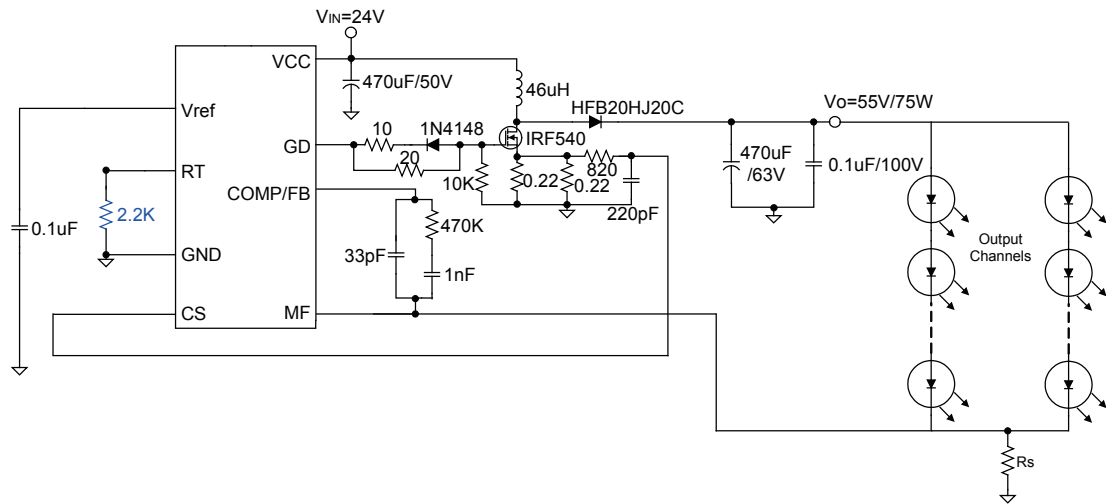 VIN=24V
VCC
470uF/50V
46uH
HFB20HJ20C
Vo=55V/75W
Vref
GD
10
1N4148
IRF540
20
RT
10K
0.22
0.22
820
220pF
470uF
/63V
0.1uF/100V
COMP/FB
2.2K
0.1uF
470K
33pF
1nF
GND
CS
MF
Output
Channels
Rs